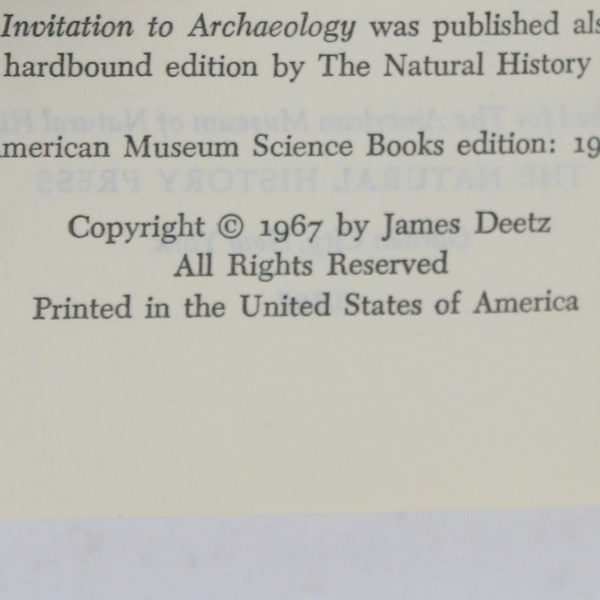 Invitation to Archaeology was published als
hardbound edition by The Natural History
merican Museum Science Books edition: 19
Copyright © 1967 by James Deetz
All Rights Reserved
Printed in the United States of America